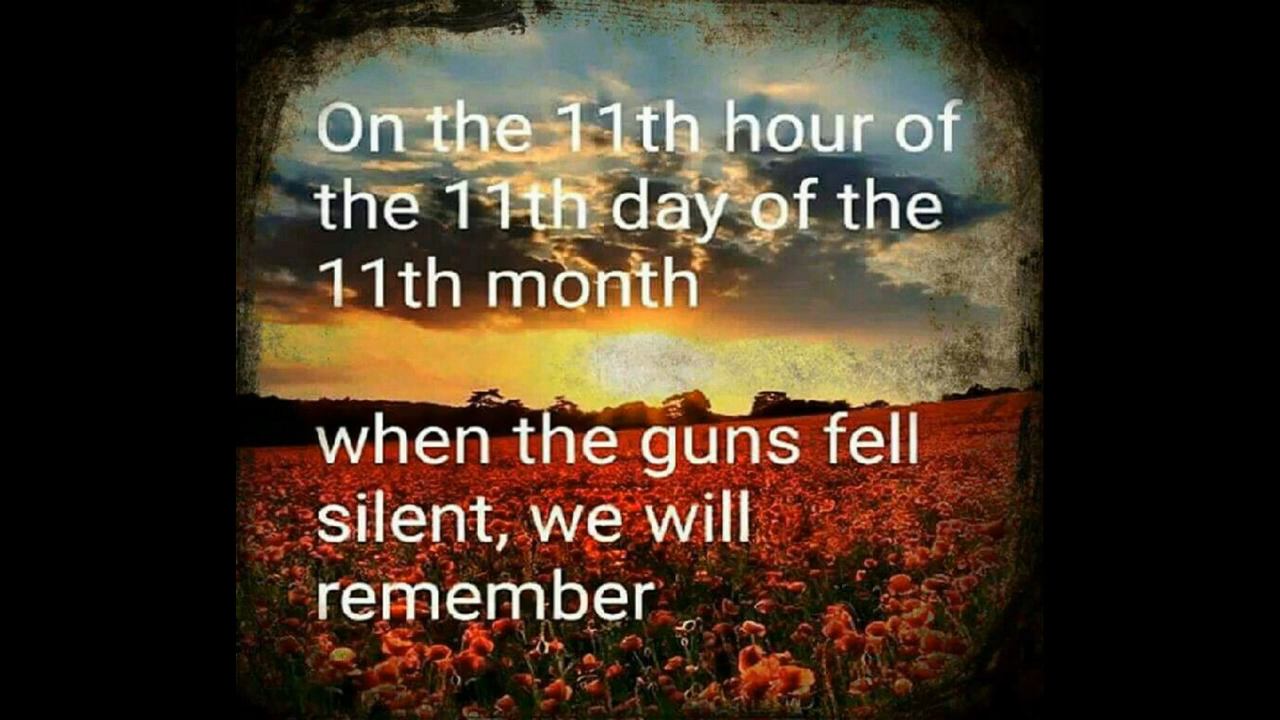 On the 11th hour of
the 11th day of the
11th month
when the guns fell
silent, we will
remember